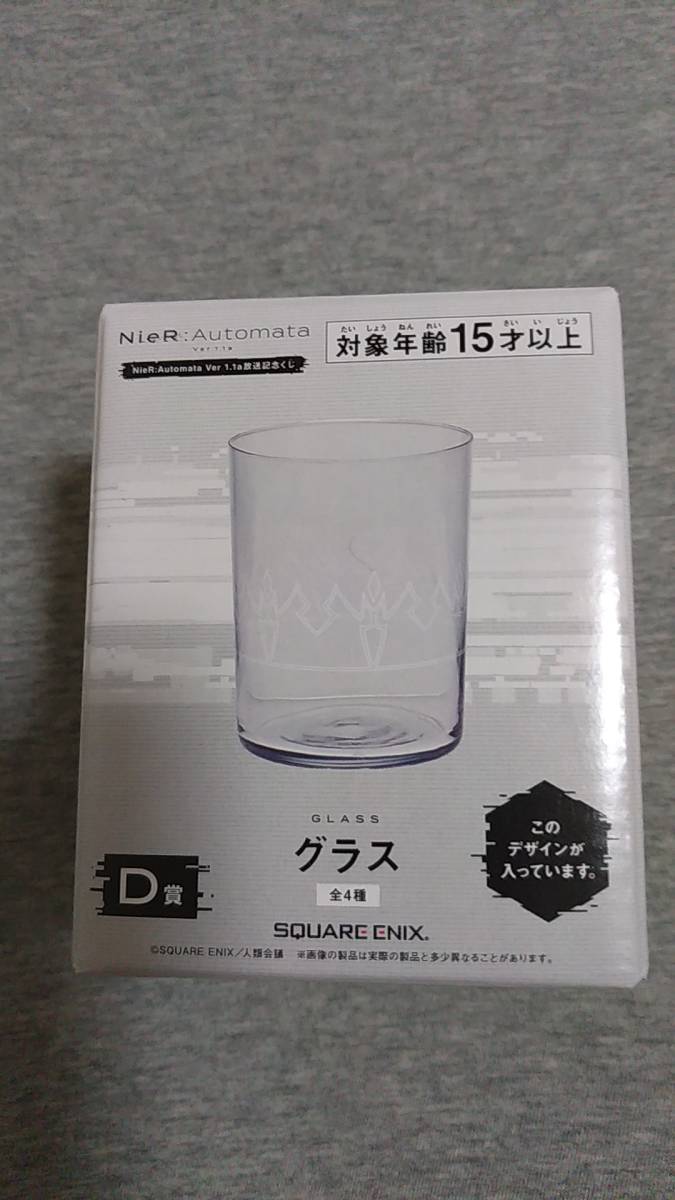 NieR:Automata
Ver1.1a
NieR:Automata Ver 1.1a放送記念くじ
たいしょうねんれい さいいじょう
対象年齢15才以上
GLASS
グラス
全4種
D賞
この
デザインが
入っています。
SQUARE ENIX.
©SQUARE ENIX/人類会議 ※画像の製品は実際の製品と多少異なることがあります。